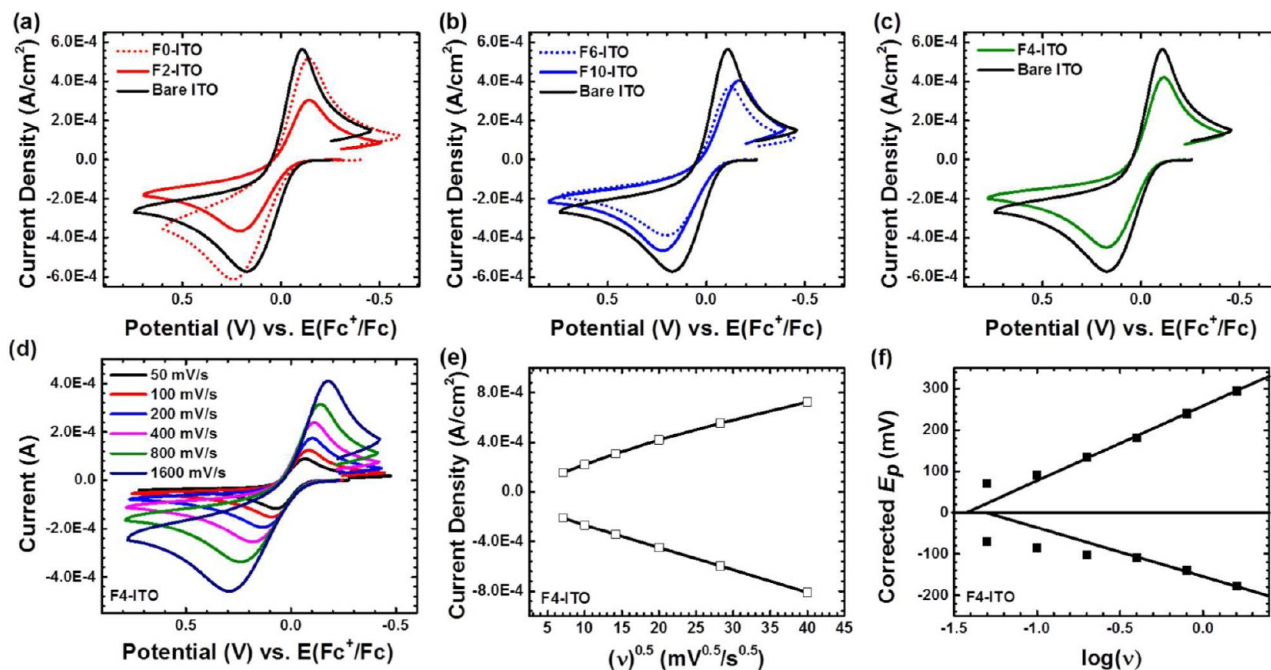 (a)
F0-ITO
F2-ITO
Bare ITO
6.0E-4
4.0E-4
2.0E-4
0.0
-2.0E-4
-4.0E-4
-6.0E-4
Current Density (A/cm²)
0.5 0.0 -0.5
Potential (V) vs. E(Fc⁺/Fc)
(b)
F6-ITO
F10-ITO
Bare ITO
6.0E-4
4.0E-4
2.0E-4
0.0
-2.0E-4
-4.0E-4
-6.0E-4
Current Density (A/cm²)
0.5 0.0 -0.5
Potential (V) vs. E(Fc⁺/Fc)
(c)
F4-ITO
Bare ITO
6.0E-4
4.0E-4
2.0E-4
0.0
-2.0E-4
-4.0E-4
-6.0E-4
Current Density (A/cm²)
0.5 0.0 -0.5
Potential (V) vs. E(Fc⁺/Fc)
(d)
50 mV/s
100 mV/s
200 mV/s
400 mV/s
800 mV/s
1600 mV/s
4.0E-4
2.0E-4
0.0
-2.0E-4
-4.0E-4
Current (A)
F4-ITO
0.5 0.0 -0.5
Potential (V) vs. E(Fc⁺/Fc)
(e)
8.0E-4
4.0E-4
0.0
-4.0E-4
-8.0E-4
Current Density (A/cm²)
F4-ITO
5 10 15 20 25 30 35 40 45
(ν)⁰·⁵ (mV⁰·⁵/s⁰·⁵)
(f)
300
200
100
0
-100
-200
Corrected Eₚ (mV)
F4-ITO
-1.5 -1.0 -0.5 0.0
log(ν)